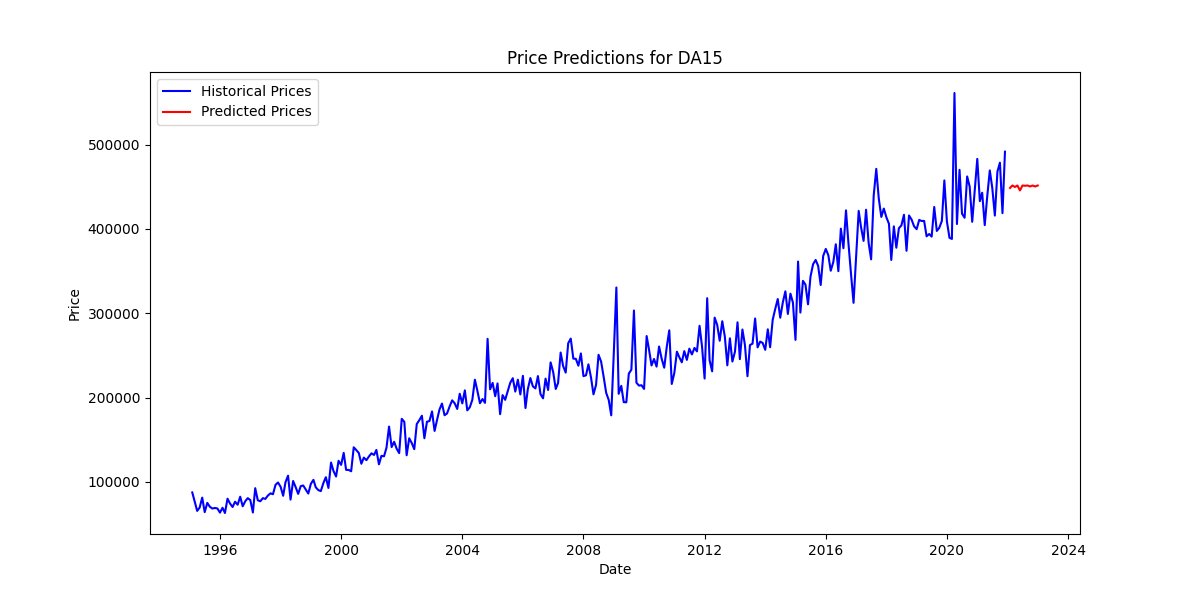 Price Predictions for DA15
Historical Prices
Predicted Prices
500000
400000
300000
200000
100000
Price
1996 2000 2004 2008 2012 2016 2020 2024
Date